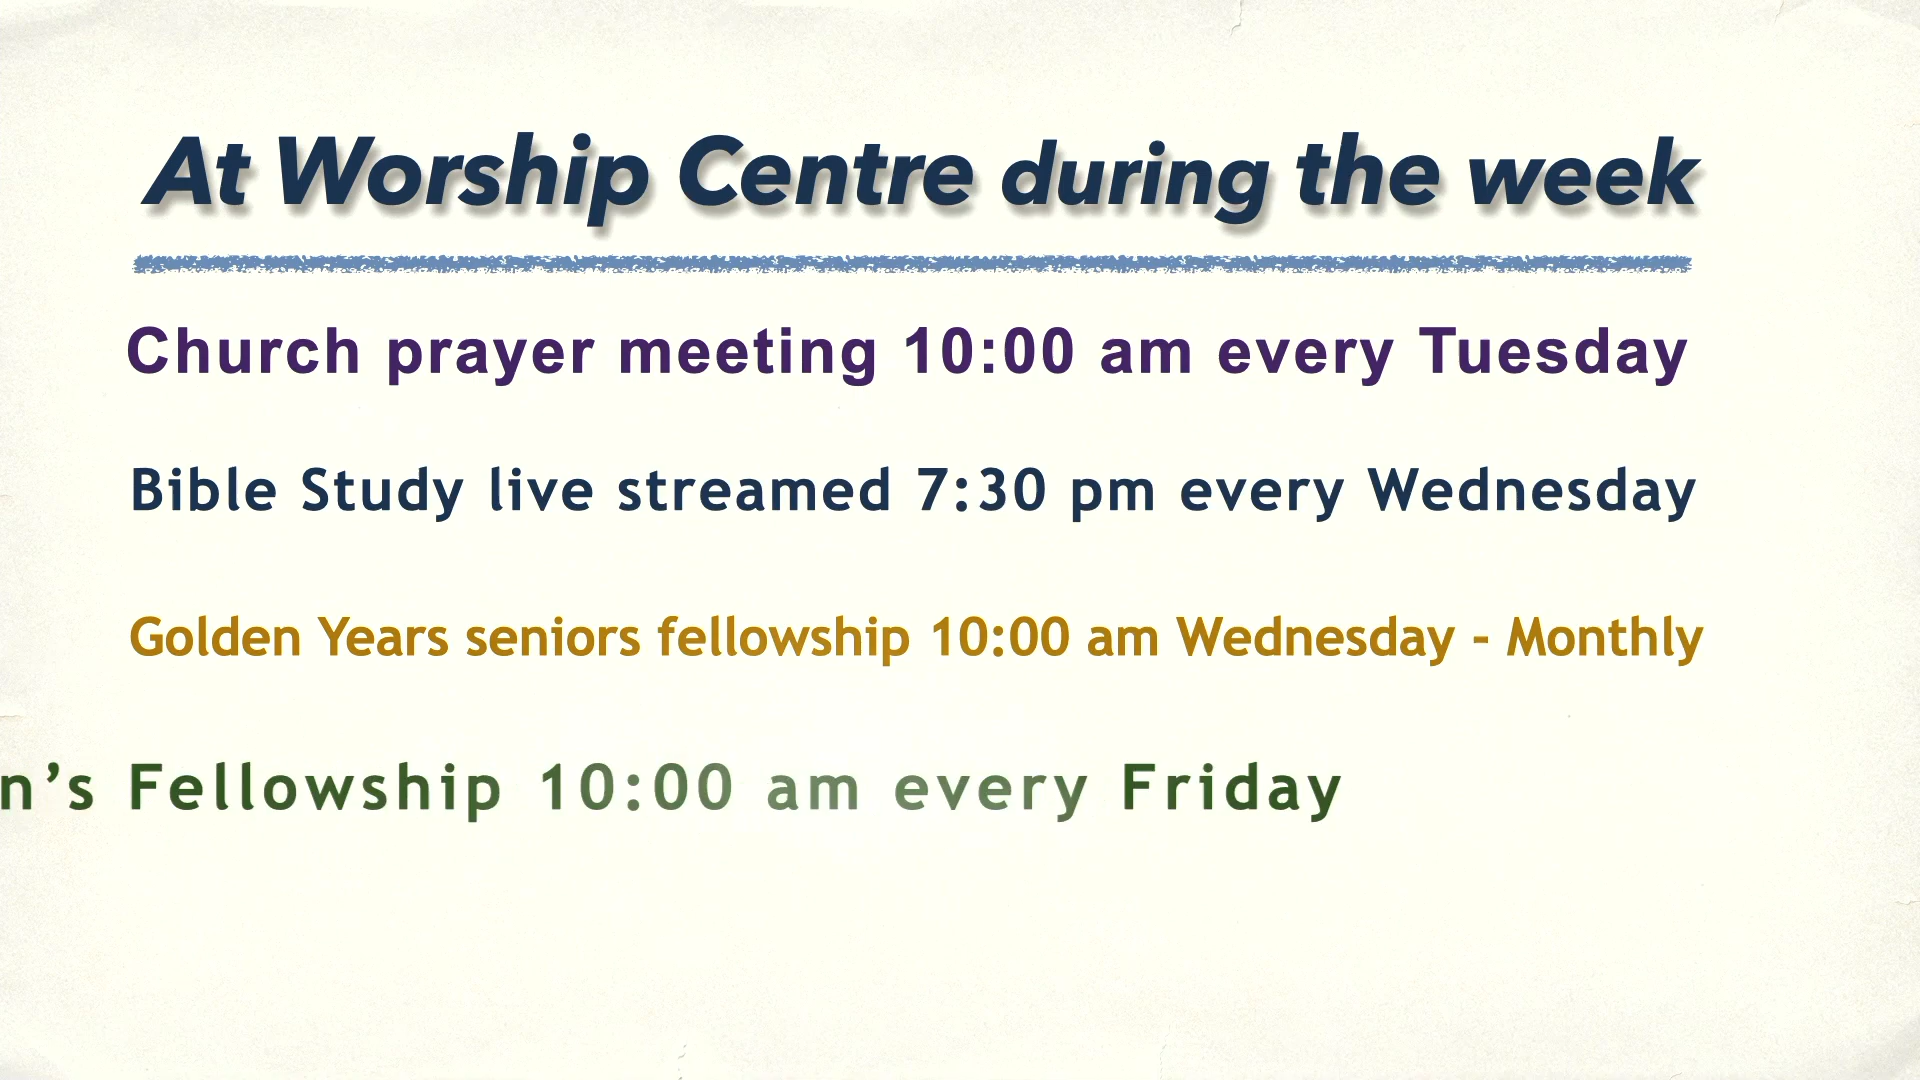 At Worship Centre during the week
Church prayer meeting 10:00 am every Tuesday
Bible Study live streamed 7:30 pm every Wednesday
Golden Years seniors fellowship 10:00 am Wednesday - Monthly
n’s Fellowship 10:00 am every Friday